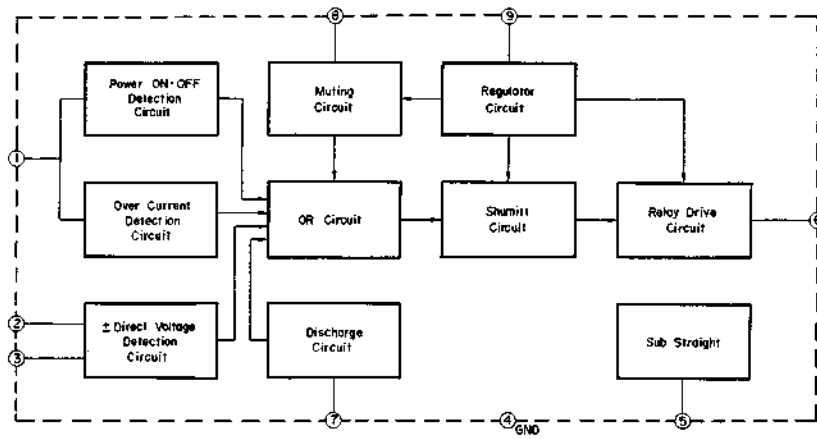 8
9
Power ON·OFF
Detection
Circuit
Muting
Circuit
Regulator
Circuit
1
Over Current
Detection
Circuit
OR Circuit
Shumitt
Circuit
Relay Drive
Circuit
6
2
3
± Direct Voltage
Detection
Circuit
Discharge
Circuit
Sub Straight
7
4
GND
5